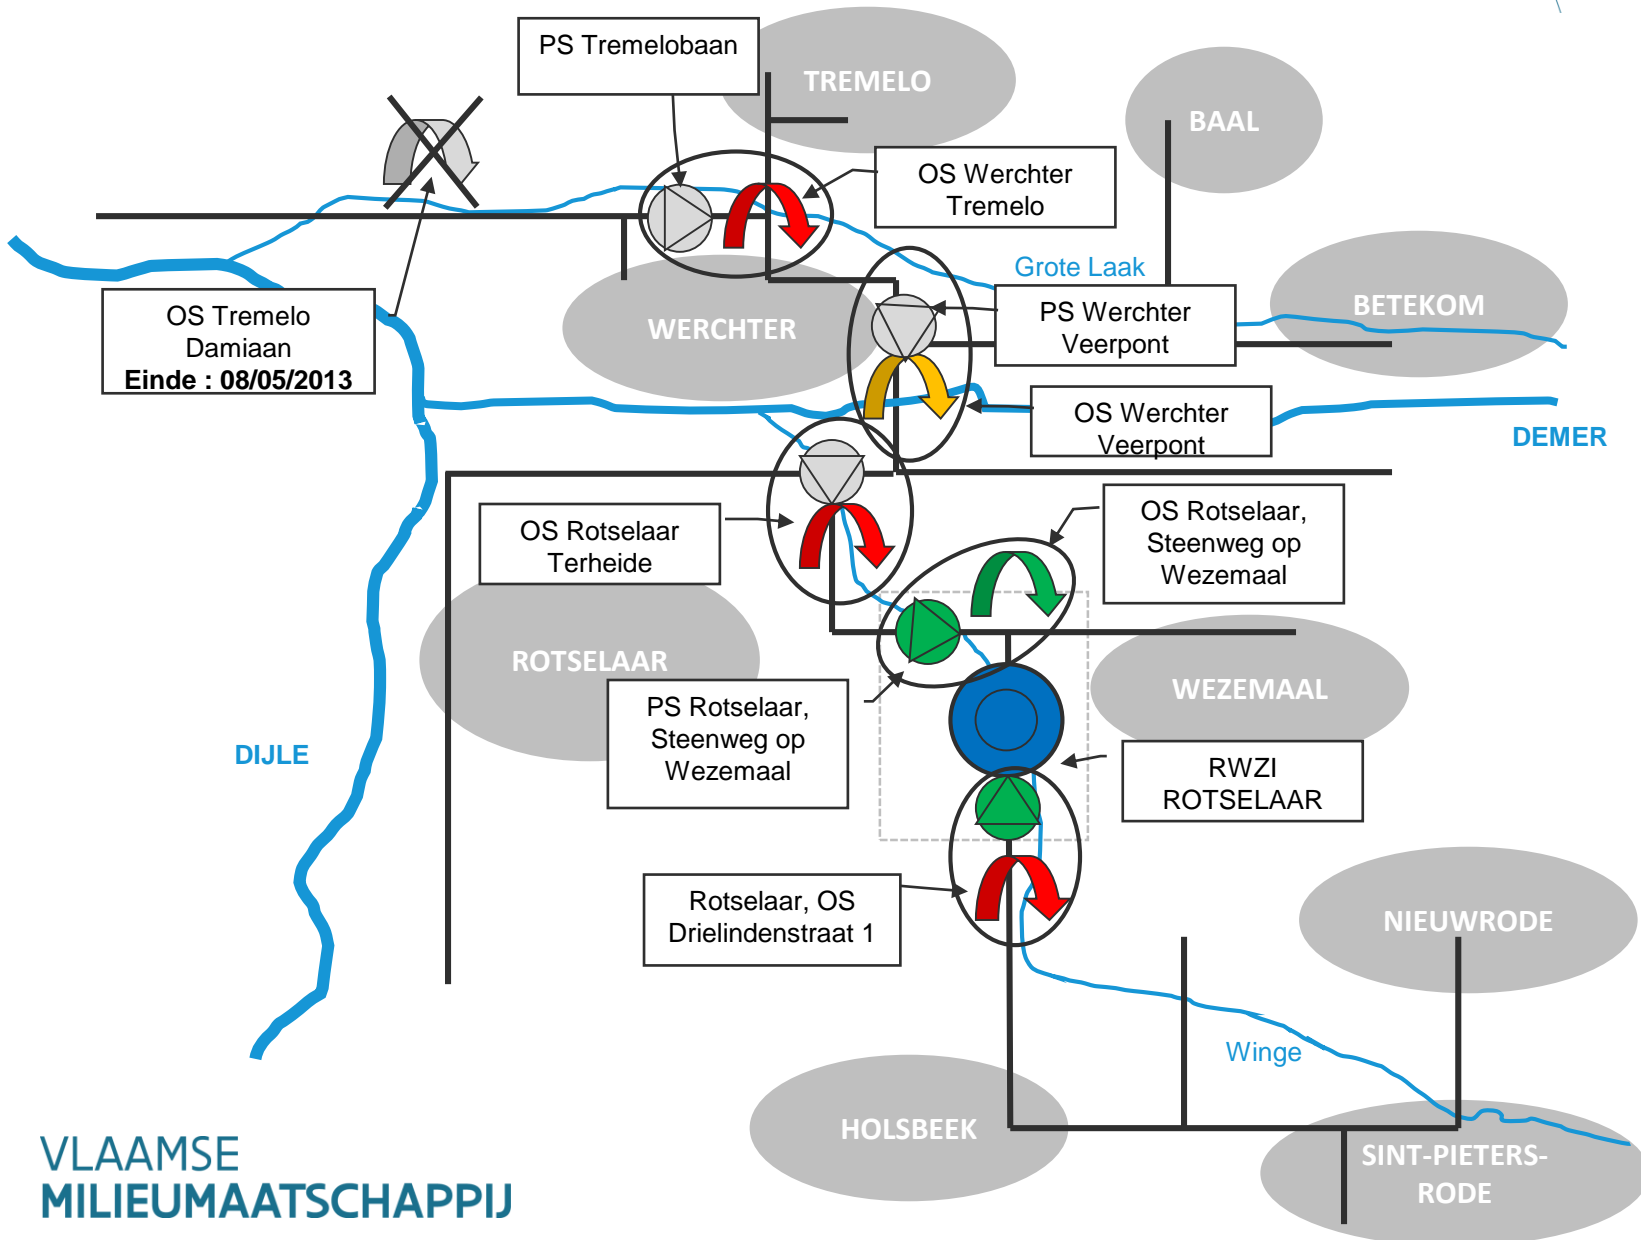 PS Tremelobaan
TREMELO
BAAL
OS Werchter
Tremelo
Grote Laak
OS Tremelo
Damiaan
Einde : 08/05/2013
WERCHTER
PS Werchter
Veerpont
BETEKOM
OS Werchter
Veerpont
DEMER
OS Rotselaar
Terheide
OS Rotselaar,
Steenweg op
Wezemaal
ROTSELAAR
WEZEMAAL
PS Rotselaar,
Steenweg op
Wezemaal
DIJLE
RWZI
ROTSELAAR
Rotselaar, OS
Drielindenstraat 1
NIEUWRODE
Winge
HOLSBEEK
SINT-PIETERS-
RODE
VLAAMSE
MILIEUMAATSCHAPPIJ